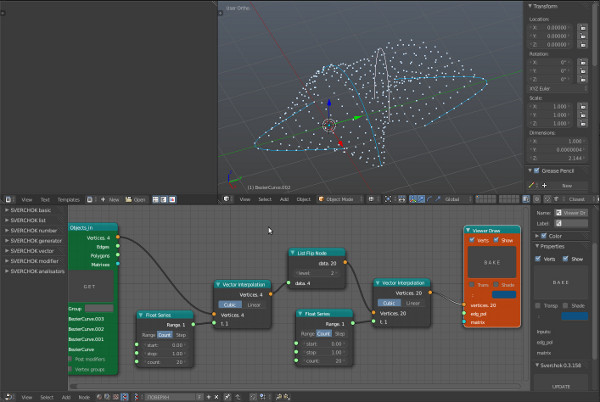 User Ortho
(1) BezierCurve.002
Transform
Location:
X: 0.00000
Y: 0.00000
Z: 0.00000
Rotation:
X: 0°
Y: 0°
Z: 0°
XYZ Euler
Scale:
X: 1.000
Y: 1.000
Z: 1.000
Dimensions:
X: 1.000
Y: 0.0000004
Z: 2.144
Grease Pencil
New
View Text Templates New Open
View Select Add Object Object Mode Global
SVERCHOK basic
SVERCHOK list
SVERCHOK number
SVERCHOK generator
SVERCHOK vector
SVERCHOK modifier
SVERCHOK analisators
Objects_in
Vertices. 4
Edges
Polygons
Matrixes
GET
Group
BezierCurve.003
BezierCurve.002
BezierCurve.001
BezierCurve
Post modifiers
Vertex groups
Float Series
Range. 1
Range Count Step
start: 0.00
stop: 1.00
count: 20
Vector Interpolation
Vertices. 4
Cubic Linear
Vertices. 4
t. 1
List Flip Node
data. 20
level: 2
data. 4
Float Series
Range. 1
Range Count Step
start: 0.00
stop: 1.00
count: 20
Vector Interpolation
Vertices. 20
Cubic Linear
Vertices. 20
t. 1
Viewer Draw
Verts Show
BAKE
Trans Shade
vertices. 20
edg_pol
matrix
Name: Viewer Dr
Label:
Color
Properties
Verts Show
BAKE
Transp Shade
Inputs:
edg_pol
matrix
Sverchok 0.3.158
UPDATE
View Select Add Node